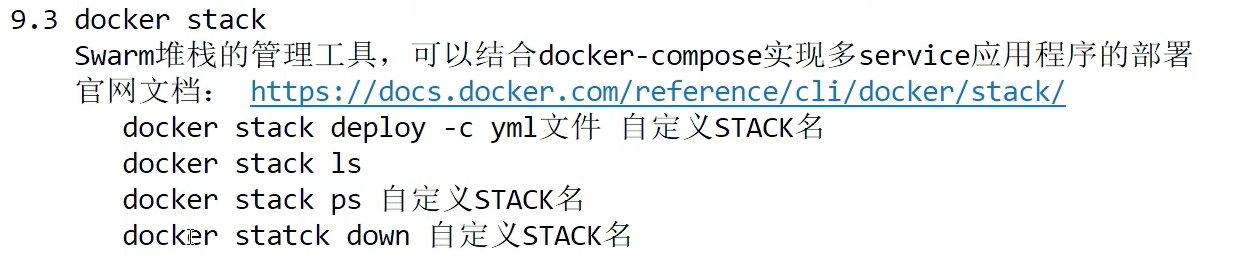 9.3 docker stack
Swarm堆栈的管理工具，可以结合docker-compose实现多service应用程序的部署
官网文档： https://docs.docker.com/reference/cli/docker/stack/
docker stack deploy -c yml文件 自定义STACK名
docker stack ls
docker stack ps 自定义STACK名
docker statck down 自定义STACK名